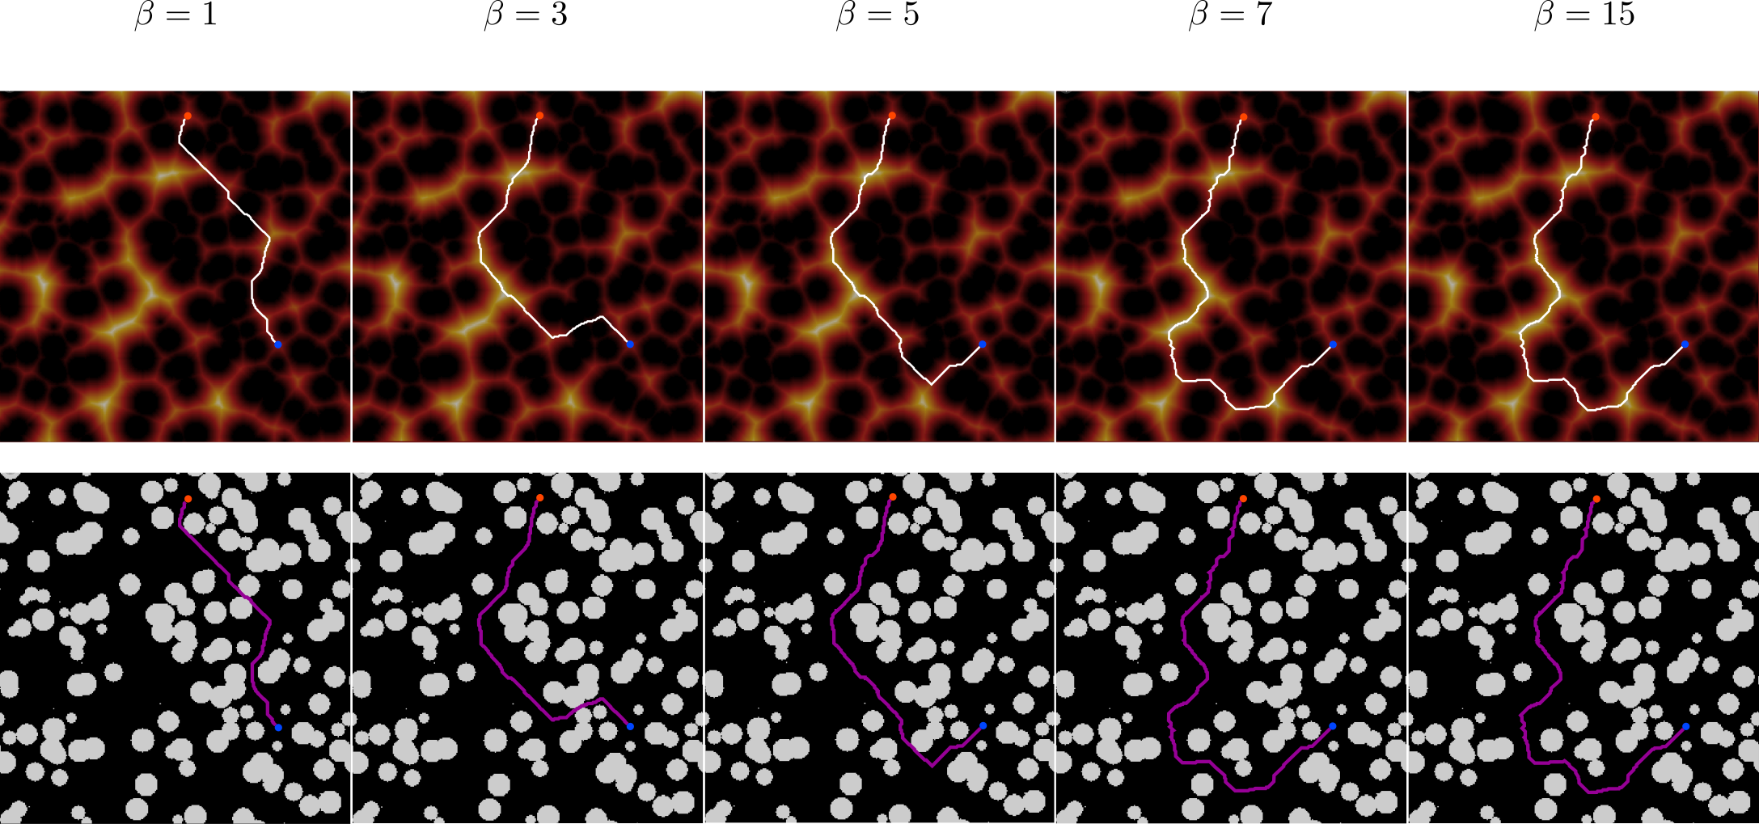 β = 1 β = 3 β = 5 β = 7 β = 15